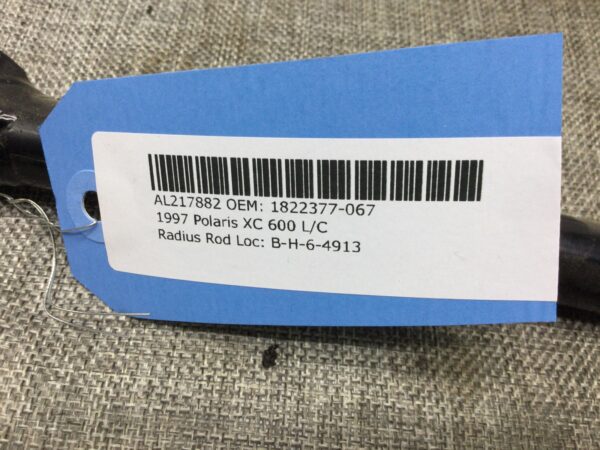 AL217882 OEM: 1822377-067
1997 Polaris XC 600 L/C
Radius Rod Loc: B-H-6-4913